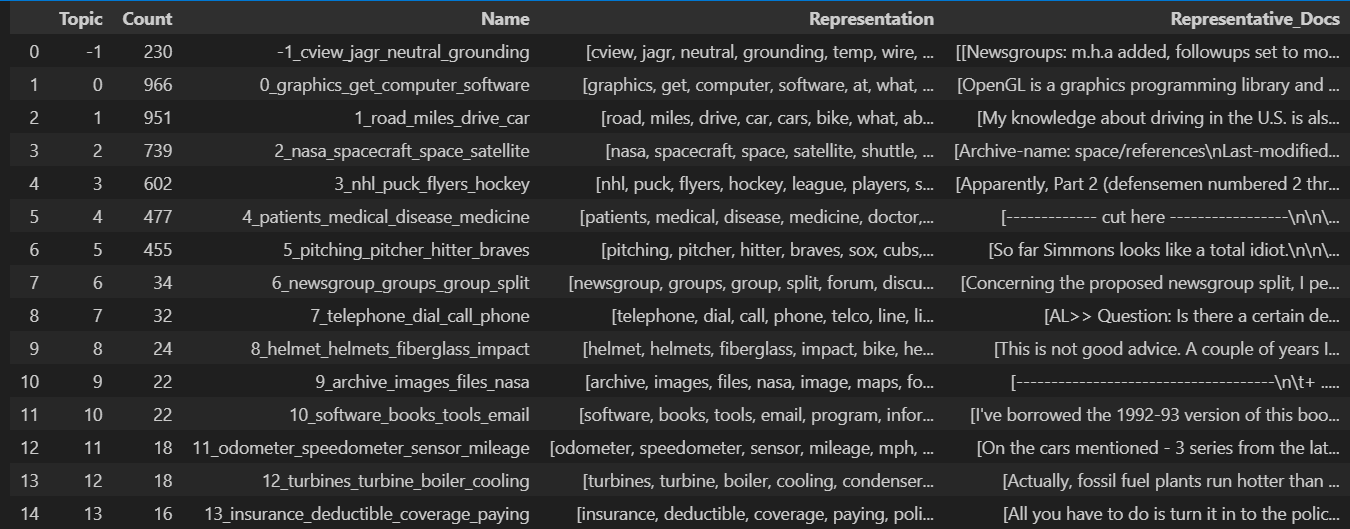 Topic Count Name Representation Representative_Docs
0 -1 230 -1_cview_jagr_neutral_grounding [cview, jagr, neutral, grounding, temp, wire, ... [[Newsgroups: m.h.a added, followups set to mo...
1 0 966 0_graphics_get_computer_software [graphics, get, computer, software, at, what, ... [OpenGL is a graphics programming library and ...
2 1 951 1_road_miles_drive_car [road, miles, drive, car, cars, bike, what, ab... [My knowledge about driving in the U.S. is als...
3 2 739 2_nasa_spacecraft_space_satellite [nasa, spacecraft, space, satellite, shuttle, ... [Archive-name: space/references\nLast-modified...
4 3 602 3_nhl_puck_flyers_hockey [nhl, puck, flyers, hockey, league, players, s... [Apparently, Part 2 (defensemen numbered 2 thr...
5 4 477 4_patients_medical_disease_medicine [patients, medical, disease, medicine, doctor,... [------------- cut here -----------------\n\n\...
6 5 455 5_pitching_pitcher_hitter_braves [pitching, pitcher, hitter, braves, sox, cubs,... [So far Simmons looks like a total idiot.\n\n\...
7 6 34 6_newsgroup_groups_group_split [newsgroup, groups, group, split, forum, discu... [Concerning the proposed newsgroup split, I pe...
8 7 32 7_telephone_dial_call_phone [telephone, dial, call, phone, telco, line, li... [AL>> Question: Is there a certain de...
9 8 24 8_helmet_helmets_fiberglass_impact [helmet, helmets, fiberglass, impact, bike, he... [This is not good advice. A couple of years I...
10 9 22 9_archive_images_files_nasa [archive, images, files, nasa, image, maps, fo... [-------------------------------------\n\t+ .....
11 10 22 10_software_books_tools_email [software, books, tools, email, program, infor... [I've borrowed the 1992-93 version of this boo...
12 11 18 11_odometer_speedometer_sensor_mileage [odometer, speedometer, sensor, mileage, mph, ... [On the cars mentioned - 3 series from the lat...
13 12 18 12_turbines_turbine_boiler_cooling [turbines, turbine, boiler, cooling, condenser... [Actually, fossil fuel plants run hotter than ...
14 13 16 13_insurance_deductible_coverage_paying [insurance, deductible, coverage, paying, poli... [All you have to do is turn it in to the polic...